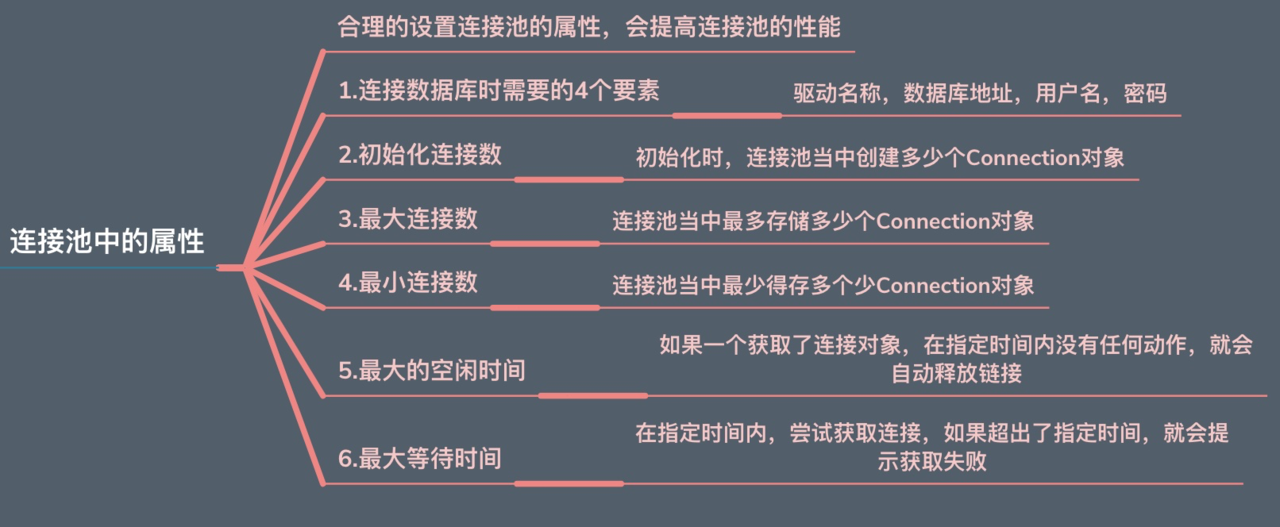 合理的设置连接池的属性，会提高连接池的性能
1.连接数据库时需要的4个要素
驱动名称，数据库地址，用户名，密码
2.初始化连接数
初始化时，连接池当中创建多少个Connection对象
3.最大连接数
连接池当中最多存储多少个Connection对象
连接池中的属性
4.最小连接数
连接池当中最少得存多个少Connection对象
5.最大的空闲时间
如果一个获取了连接对象，在指定时间内没有任何动作，就会
自动释放链接
6.最大等待时间
在指定时间内，尝试获取连接，如果超出了指定时间，就会提
示获取失败